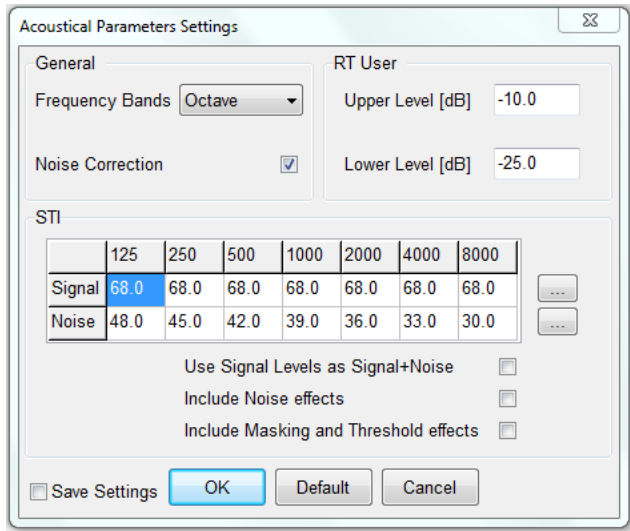 Acoustical Parameters Settings
General
Frequency Bands Octave
Noise Correction
RT User
Upper Level [dB] -10.0
Lower Level [dB] -25.0
STI
125 250 500 1000 2000 4000 8000
Signal 68.0 68.0 68.0 68.0 68.0 68.0 68.0 ...
Noise 48.0 45.0 42.0 39.0 36.0 33.0 30.0 ...
Use Signal Levels as Signal+Noise
Include Noise effects
Include Masking and Threshold effects
Save Settings OK Default Cancel